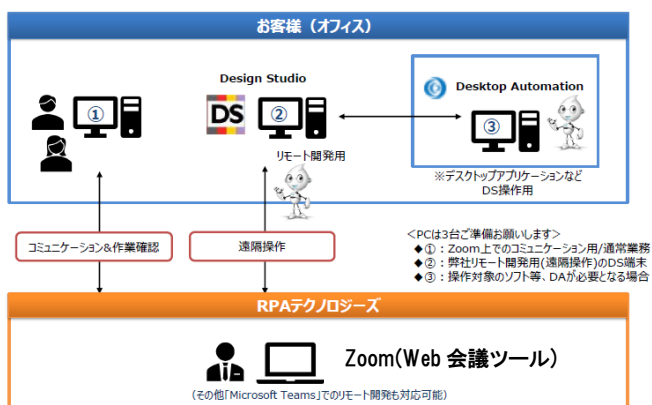 お客様（オフィス）
Design Studio
Desktop Automation
①
DS
②
③
リモート開発用
※デスクトップアプリケーションなど
DS操作用
コミュニケーション&作業確認
遠隔操作
＜PCは3台ご準備お願いします＞
◆①：Zoom上でのコミュニケーション用/通常業務
◆②：弊社リモート開発用(遠隔操作)のDS端末
◆③：操作対象のソフト等、DAが必要となる場合
RPAテクノロジーズ
Zoom(Web 会議ツール)
（その他「Microsoft Teams」でのリモート開発も対応可能）